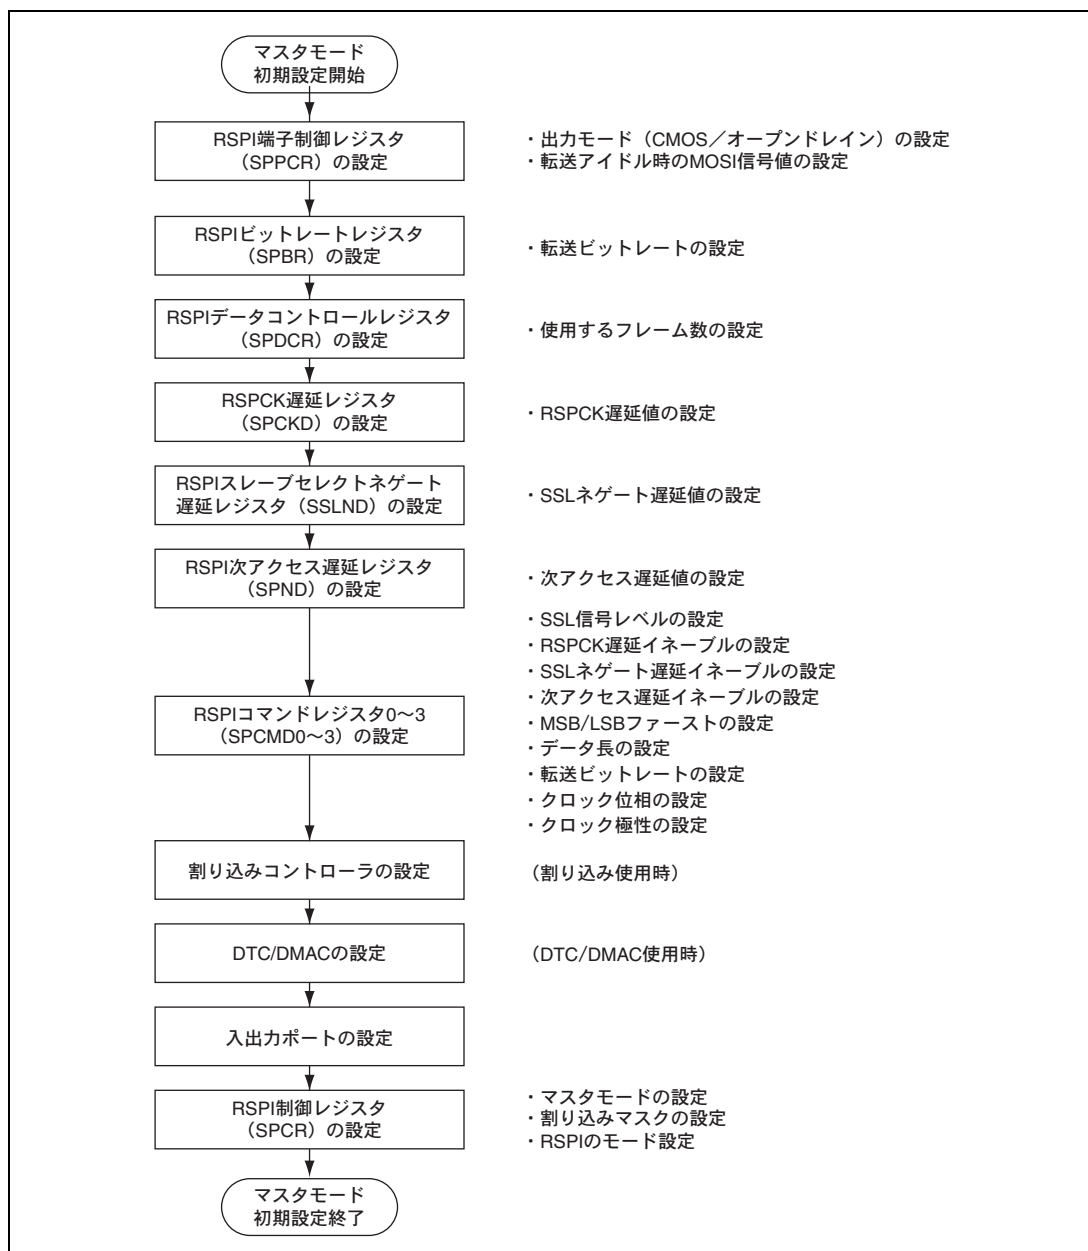 マスタモード
初期設定開始
RSPI端子制御レジスタ
（SPPCR）の設定
・出力モード（CMOS／オープンドレイン）の設定
・転送アイドル時のMOSI信号値の設定
RSPIビットレートレジスタ
（SPBR）の設定
・転送ビットレートの設定
RSPIデータコントロールレジスタ
（SPDCR）の設定
・使用するフレーム数の設定
RSPCK遅延レジスタ
（SPCKD）の設定
・RSPCK遅延値の設定
RSPIスレーブセレクトネゲート
遅延レジスタ（SSLND）の設定
・SSLネゲート遅延値の設定
RSPI次アクセス遅延レジスタ
（SPND）の設定
・次アクセス遅延値の設定
RSPIコマンドレジスタ0～3
（SPCMD0～3）の設定
・SSL信号レベルの設定
・RSPCK遅延イネーブルの設定
・SSLネゲート遅延イネーブルの設定
・次アクセス遅延イネーブルの設定
・MSB/LSBファーストの設定
・データ長の設定
・転送ビットレートの設定
・クロック位相の設定
・クロック極性の設定
割り込みコントローラの設定
（割り込み使用時）
DTC/DMACの設定
（DTC/DMAC使用時）
入出力ポートの設定
RSPI制御レジスタ
（SPCR）の設定
・マスタモードの設定
・割り込みマスクの設定
・RSPIのモード設定
マスタモード
初期設定終了